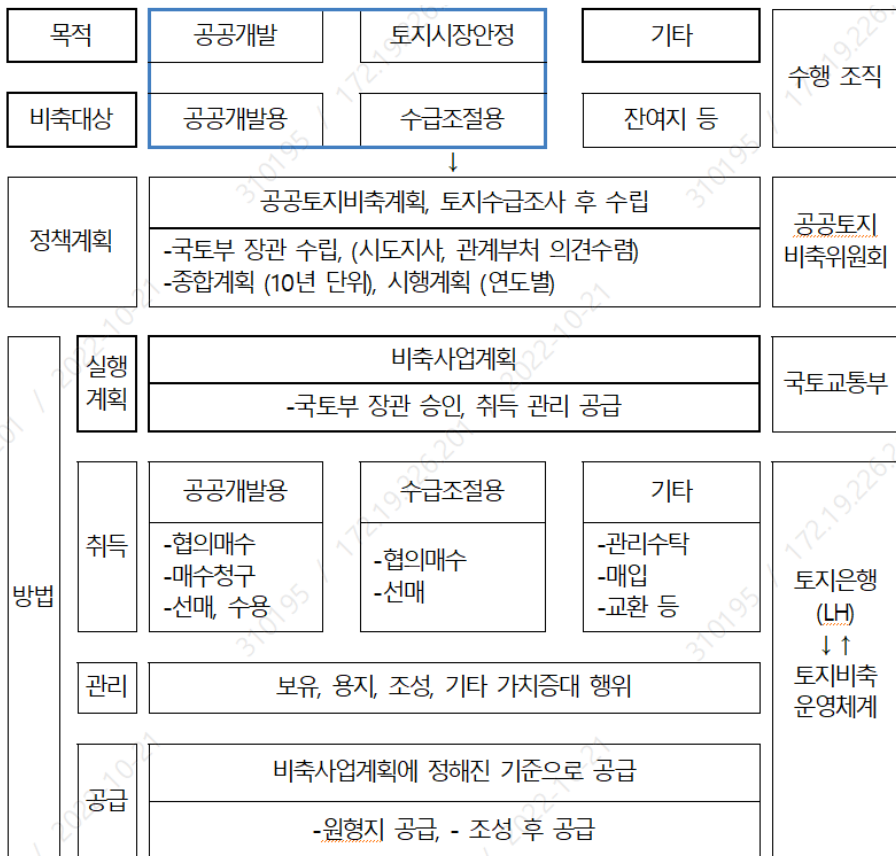 목적 공공개발 토지시장안정 기타 수행 조직
비축대상 공공개발용 수급조절용 잔여지 등
↓
정책계획
공공토지비축계획, 토지수급조사 후 수립
-국토부 장관 수립, (시도지사, 관계부처 의견수렴)
-종합계획 (10년 단위), 시행계획 (연도별)
공공토지
비축위원회
방법
실행
계획
비축사업계획
-국토부 장관 승인, 취득 관리 공급
국토교통부
취득
공공개발용
-협의매수
-매수청구
-선매, 수용
수급조절용
-협의매수
-선매
기타
-관리수탁
-매입
-교환 등
토지은행
(LH)
↓↑
토지비축
운영체계
관리
보유, 용지, 조성, 기타 가치증대 행위
공급
비축사업계획에 정해진 기준으로 공급
-원형지 공급, - 조성 후 공급
310195 / 172.19.226.201 / 2022-10-21